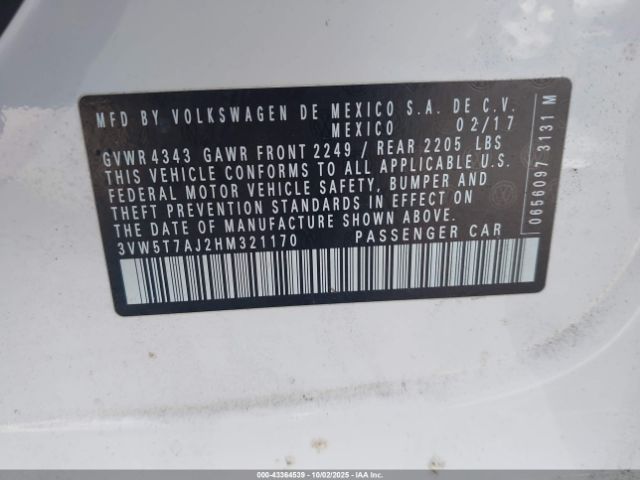 MFD BY VOLKSWAGEN DE MEXICO S.A. DE C.V.
MEXICO 02/17
GVWR 4343 GAWR FRONT 2249 / REAR 2205 LBS
THIS VEHICLE CONFORMS TO ALL APPLICABLE U.S.
FEDERAL MOTOR VEHICLE SAFETY, BUMPER AND
THEFT PREVENTION STANDARDS IN EFFECT ON
THE DATE OF MANUFACTURE SHOWN ABOVE.
3VW5T7AJ2HM321170 PASSENGER CAR
0656097 3131 M
000-43364539 | 10/02/2025 - Copart, Inc. IAA